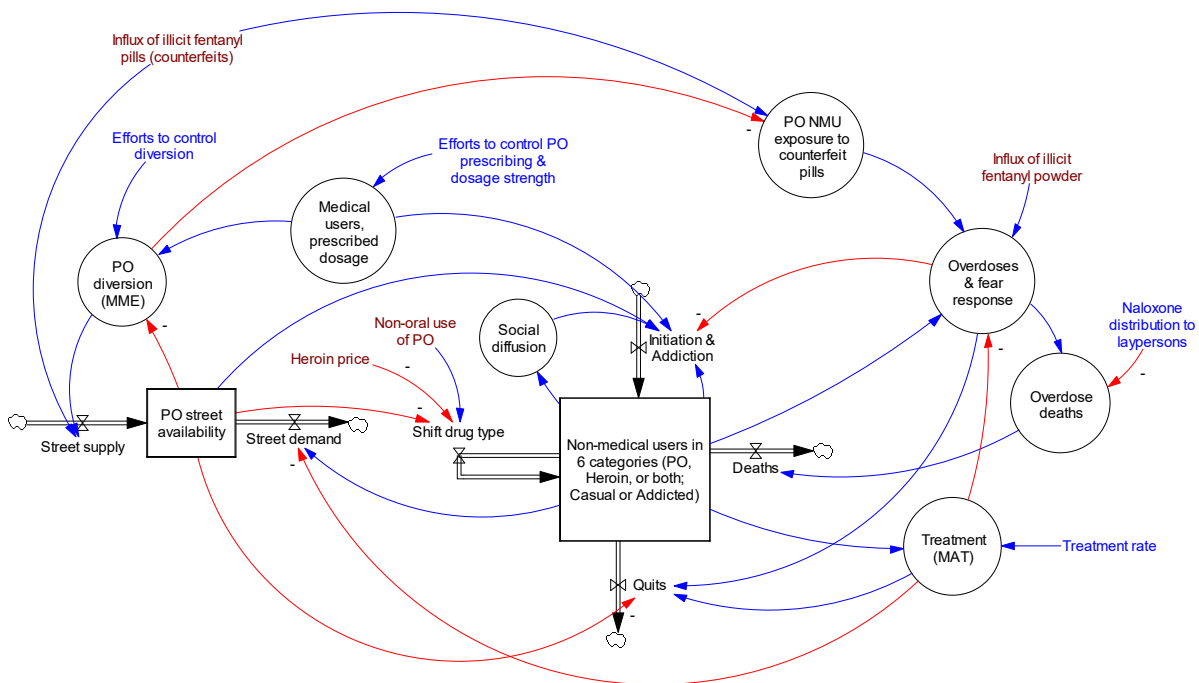 Influx of illicit fentanyl
pills (counterfeits)
Efforts to control
diversion
Efforts to control PO
prescribing &
dosage strength
PO NMU
exposure to
counterfeit
pills
-
Influx of illicit
fentanyl powder
Medical
users,
prescribed
dosage
PO
diversion
(MME)
-
Overdoses
& fear
response
-
Naloxone
distribution to
laypersons
-
Non-oral use
of PO
Heroin price
-
Social
diffusion
Initiation &
Addiction
-
Overdose
deaths
PO street
availability
Street supply
Street demand
-
-
Shift drug type
Non-medical users in
6 categories (PO,
Heroin, or both;
Casual or Addicted)
Deaths
Treatment
(MAT)
Treatment rate
Quits
-